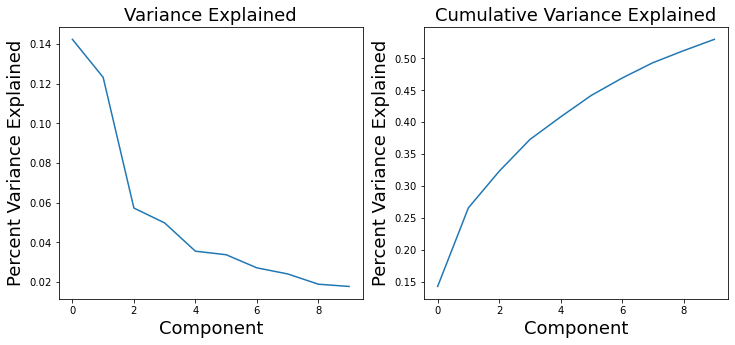 Variance Explained
Percent Variance Explained
0.14
0.12
0.10
0.08
0.06
0.04
0.02
0 2 4 6 8
Component
Cumulative Variance Explained
Percent Variance Explained
0.50
0.45
0.40
0.35
0.30
0.25
0.20
0.15
0 2 4 6 8
Component